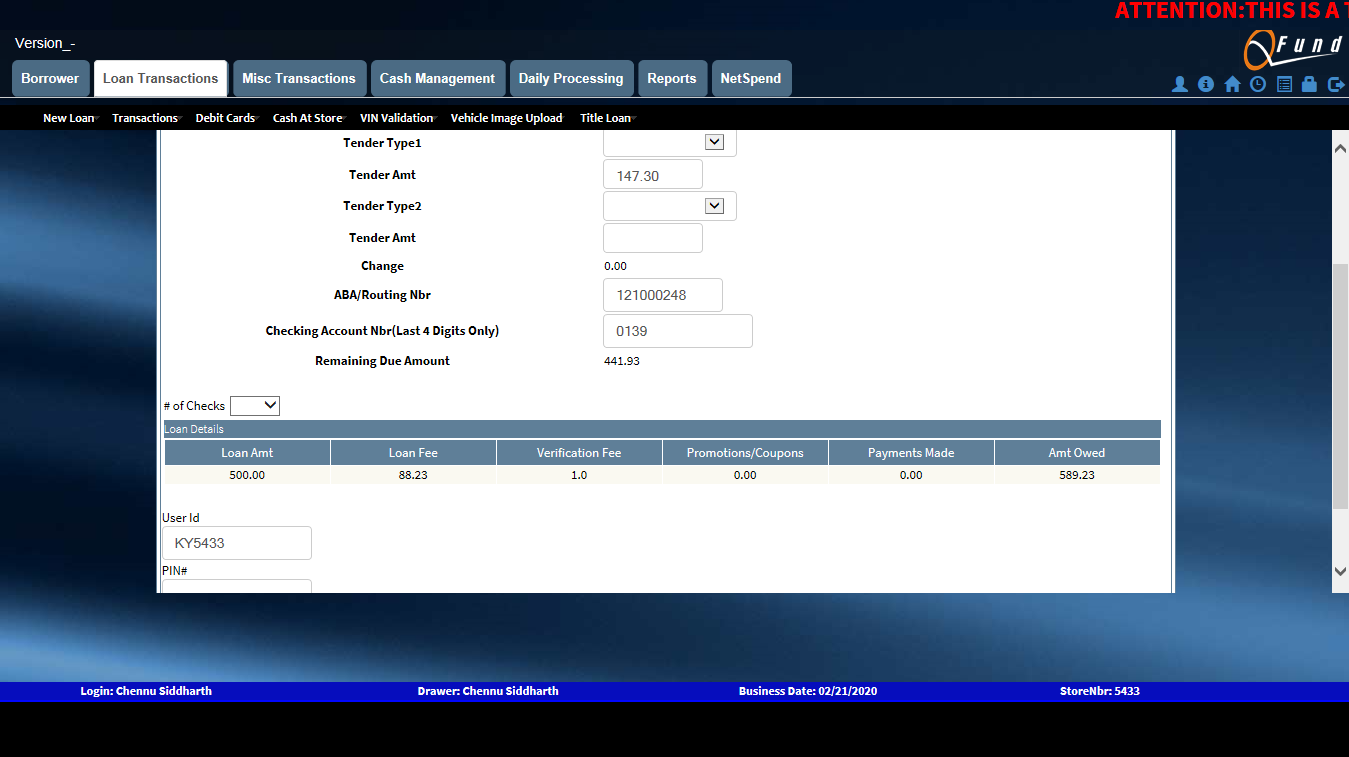 ATTENTION:THIS IS A T
Version_-
QFund
Borrower Loan Transactions Misc Transactions Cash Management Daily Processing Reports NetSpend
New Loan Transactions Debit Cards Cash At Store VIN Validation Vehicle Image Upload Title Loan
Tender Type1
Tender Amt 147.30
Tender Type2
Tender Amt
Change 0.00
ABA/Routing Nbr 121000248
Checking Account Nbr(Last 4 Digits Only) 0139
Remaining Due Amount 441.93
# of Checks
Loan Details
Loan Amt Loan Fee Verification Fee Promotions/Coupons Payments Made Amt Owed
500.00 88.23 1.0 0.00 0.00 589.23
User Id
KY5433
PIN#
Login: Chennu Siddharth Drawer: Chennu Siddharth Business Date: 02/21/2020 StoreNbr: 5433